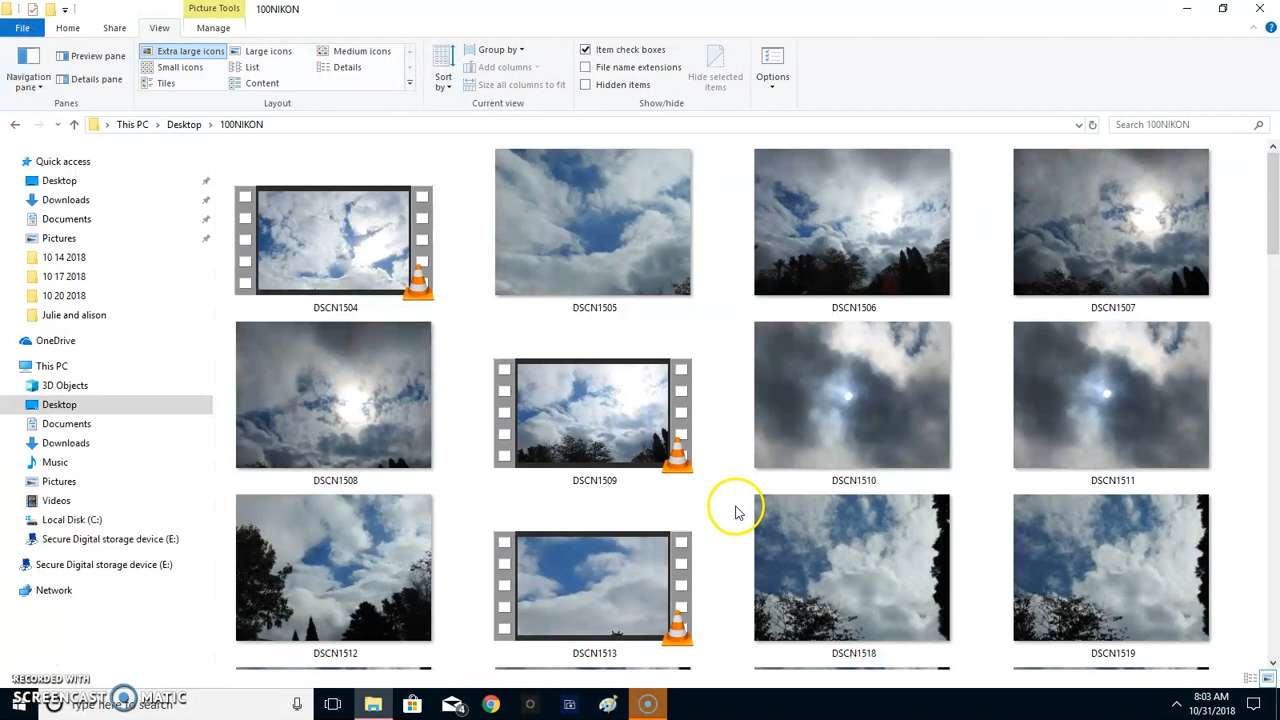 Picture Tools
100NIKON
File
Home
Share
View
Manage
Navigation pane
Preview pane
Details pane
Panes
Extra large icons
Large icons
Medium icons
Small icons
List
Details
Tiles
Content
Layout
Sort by
Group by
Add columns
Size all columns to fit
Current view
Item check boxes
File name extensions
Hidden items
Hide selected items
Show/hide
Options
This PC
Desktop
100NIKON
Search 100NIKON
Quick access
Desktop
Downloads
Documents
Pictures
10 14 2018
10 17 2018
10 20 2018
Julie and alison
OneDrive
This PC
3D Objects
Desktop
Documents
Downloads
Music
Pictures
Videos
Local Disk (C:)
Secure Digital storage device (E:)
Secure Digital storage device (E:)
Network
DSCN1504
DSCN1505
DSCN1506
DSCN1507
DSCN1508
DSCN1509
DSCN1510
DSCN1511
DSCN1512
DSCN1513
DSCN1518
DSCN1519
RECORDED WITH
SCREENCAST MATIC
Type here to search
4
8:03 AM
10/31/2018